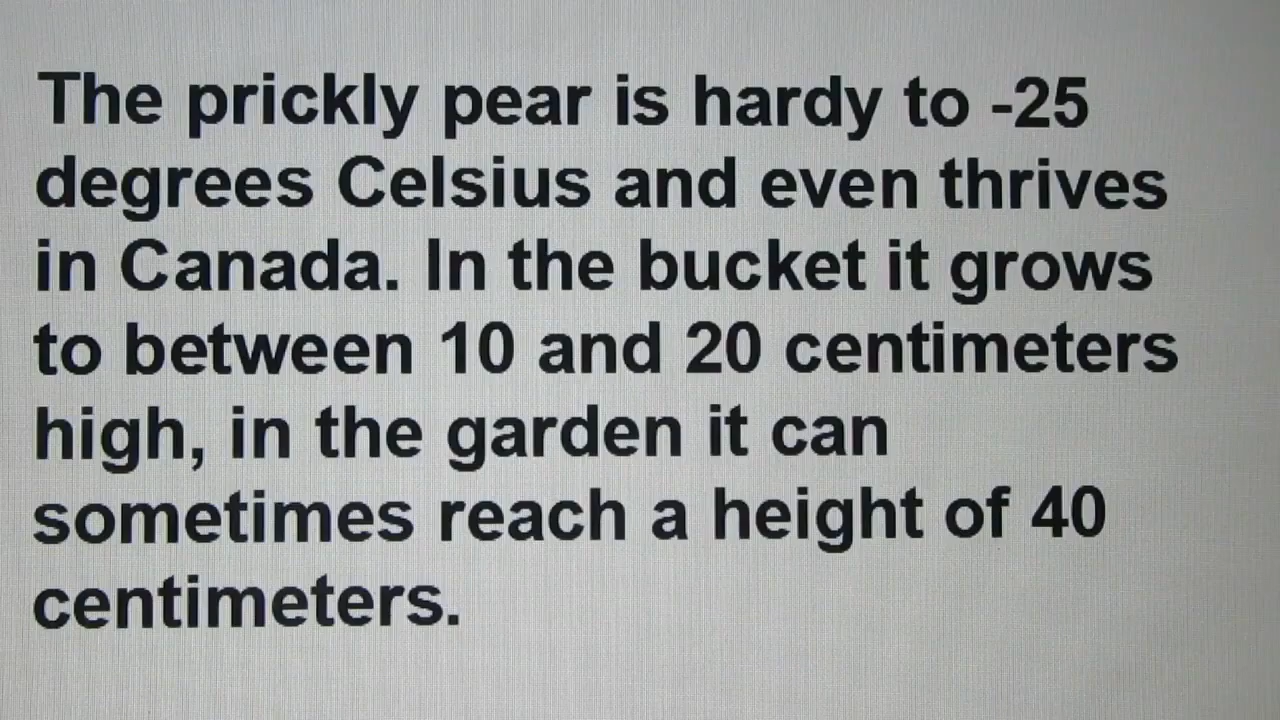 The prickly pear is hardy to -25
degrees Celsius and even thrives
in Canada. In the bucket it grows
to between 10 and 20 centimeters
high, in the garden it can
sometimes reach a height of 40
centimeters.